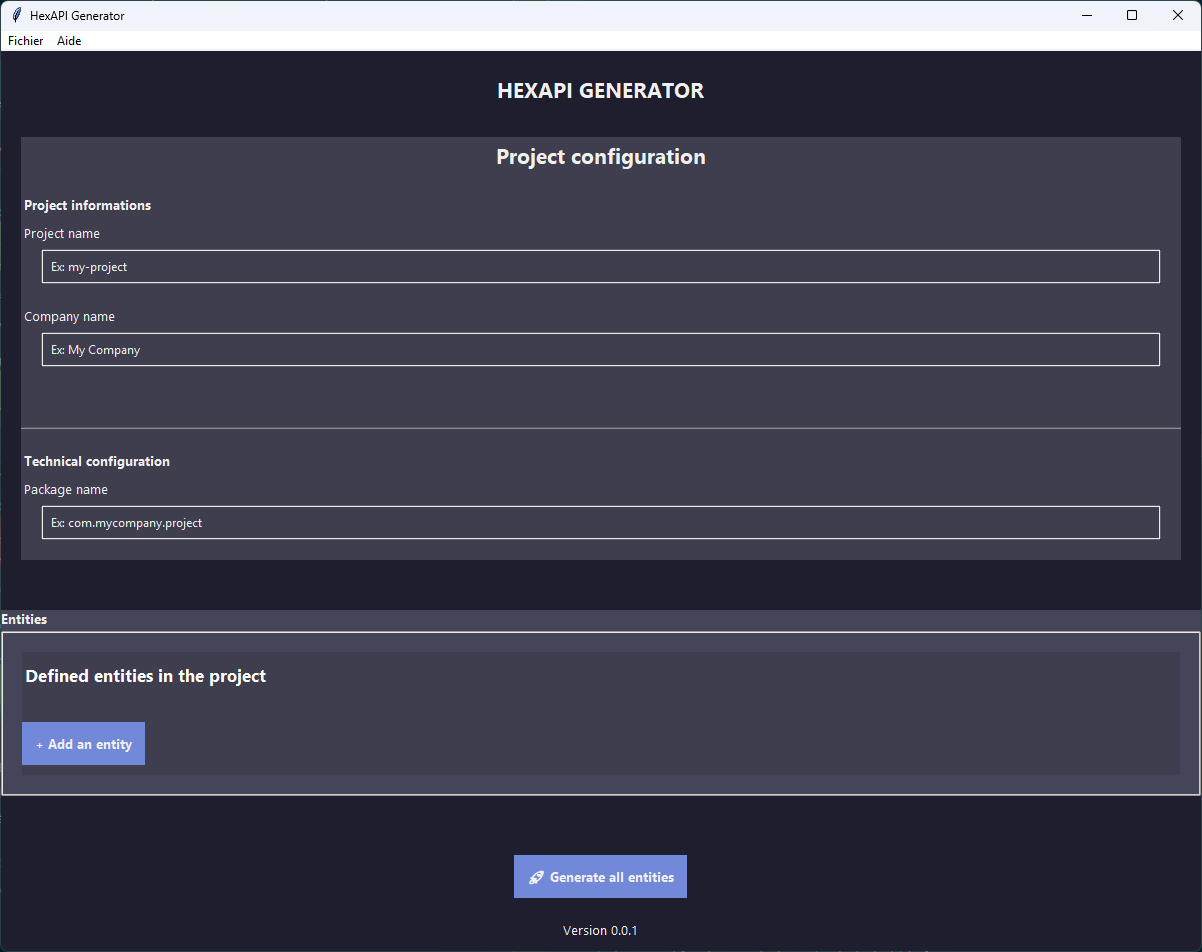 HexAPI Generator
Fichier Aide
HEXAPI GENERATOR
Project configuration
Project informations
Project name
Ex: my-project
Company name
Ex: My Company
Technical configuration
Package name
Ex: com.mycompany.project
Entities
Defined entities in the project
+ Add an entity
🚀 Generate all entities
Version 0.0.1